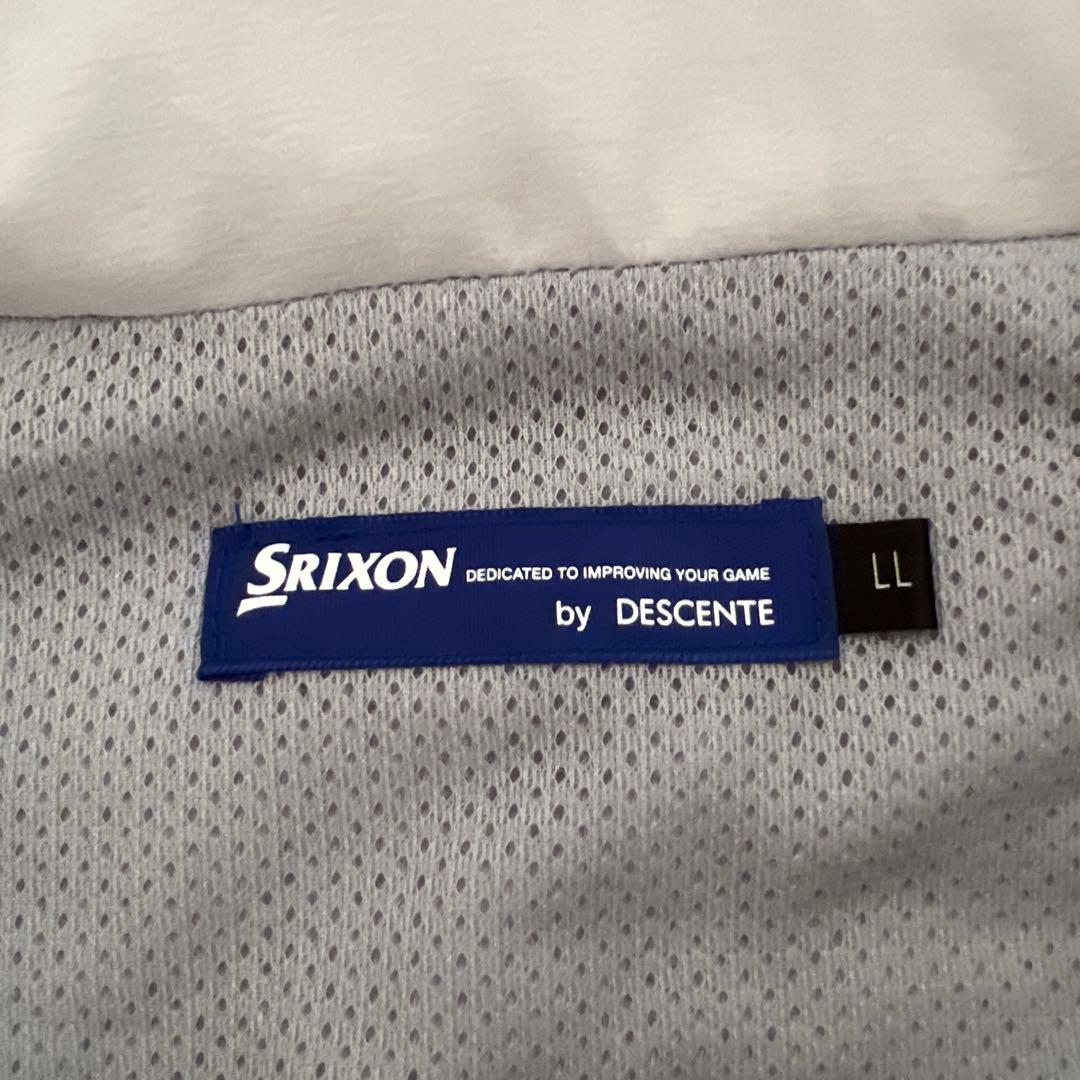 SRIXON DEDICATED TO IMPROVING YOUR GAME
by DESCENTE
LL